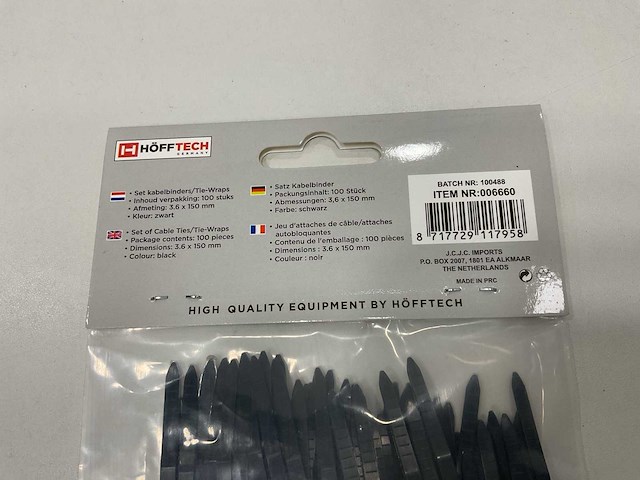 HÖFFTECH
GERMANY
• Set kabelbinders/Tie-Wraps
• Inhoud verpakking: 100 stuks
• Afmeting: 3.6 x 150 mm
• Kleur: zwart
• Set of Cable Ties/Tie-Wraps
• Package contents: 100 pieces
• Dimensions: 3.6 x 150 mm
• Colour: black
• Satz Kabelbinder
• Packungsinhalt: 100 Stück
• Abmessungen: 3,6 x 150 mm
• Farbe: schwarz
• Jeu d'attaches de câble/attaches
autobloquantes
• Contenu de l'emballage : 100 pièces
• Dimensions : 3.6 x 150 mm
• Couleur : noir
BATCH NR: 100488
ITEM NR:006660
8 717729 117958
J.C.J.C. IMPORTS
P.O. BOX 2007, 1801 EA ALKMAAR
THE NETHERLANDS
MADE IN PRC
HIGH QUALITY EQUIPMENT BY HÖFFTECH